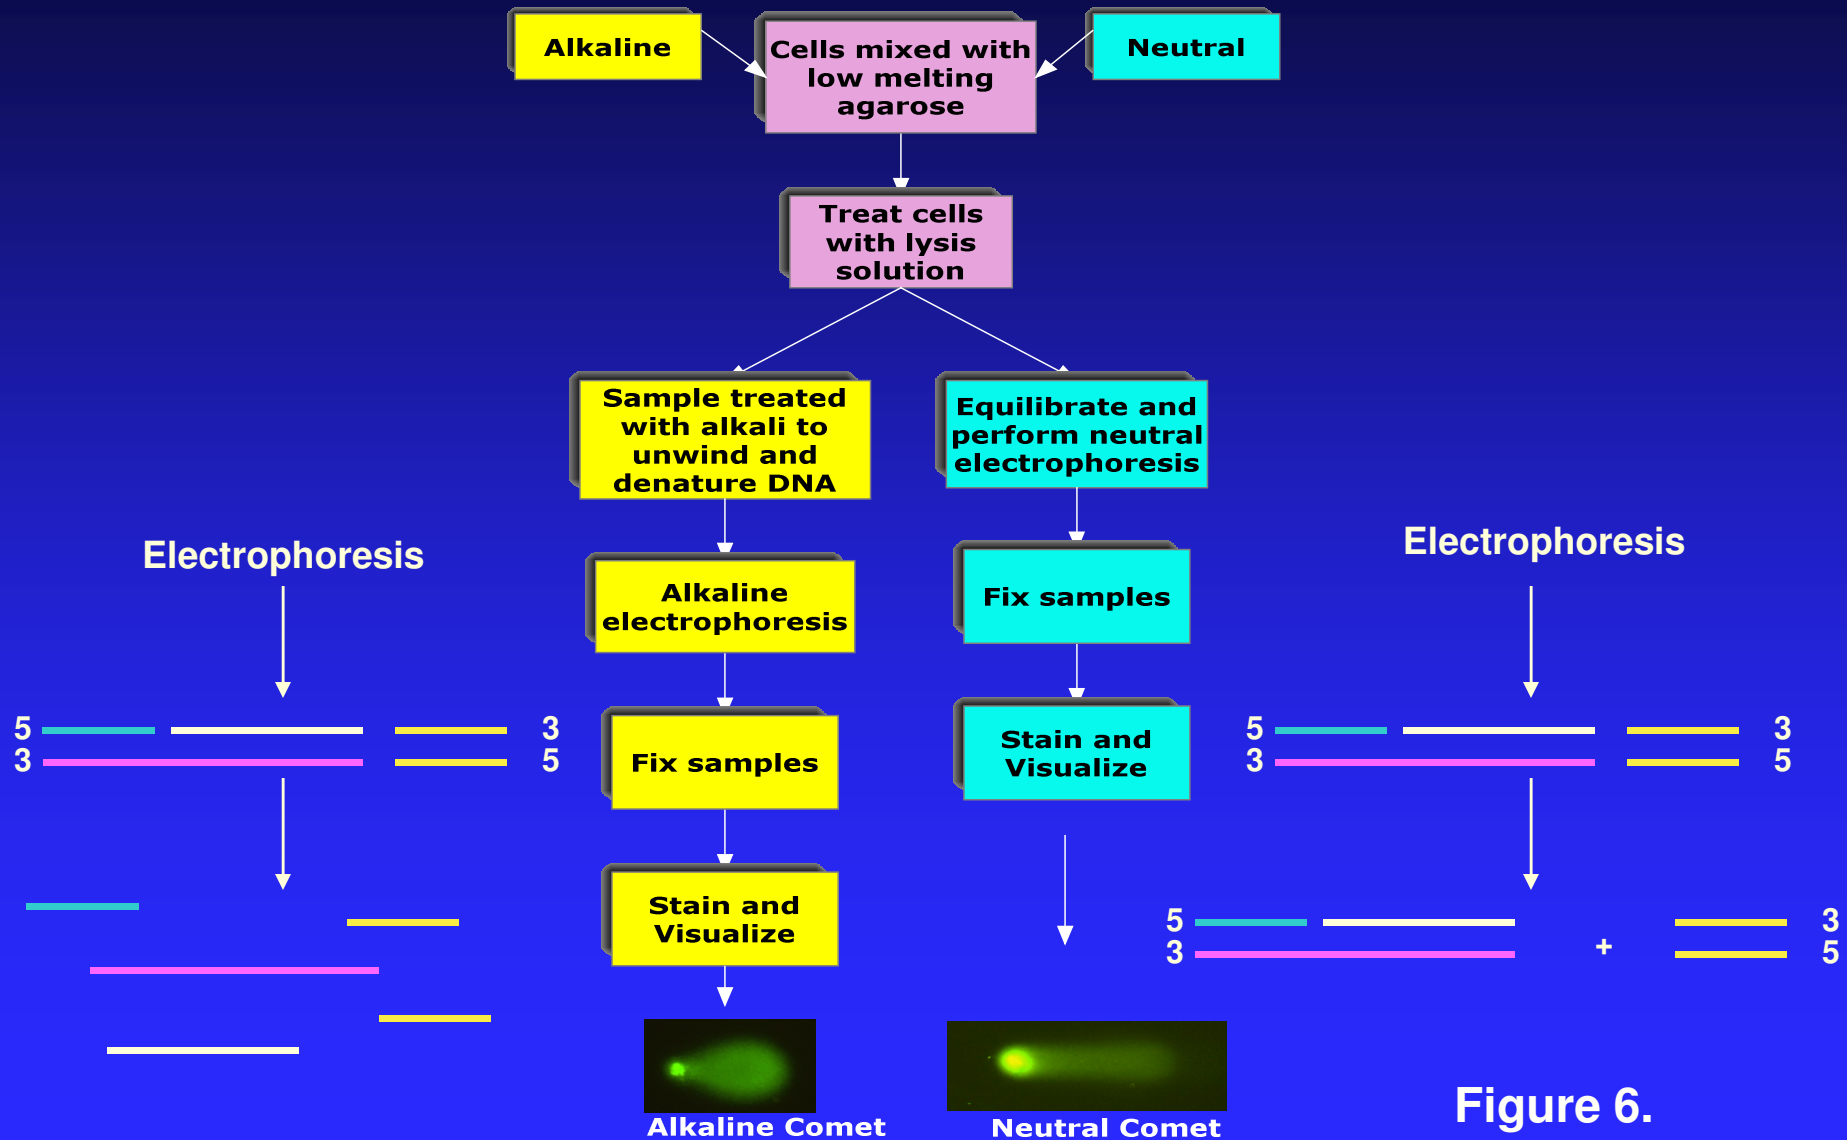 Alkaline
Cells mixed with
low melting
agarose
Neutral
Treat cells
with lysis
solution
Sample treated
with alkali to
unwind and
denature DNA
Equilibrate and
perform neutral
electrophoresis
Electrophoresis
Alkaline
electrophoresis
Fix samples
Electrophoresis
5 3
3 5
Fix samples
Stain and
Visualize
5 3
3 5
Stain and
Visualize
5 3
+
3 5
Alkaline Comet
Neutral Comet
Figure 6.